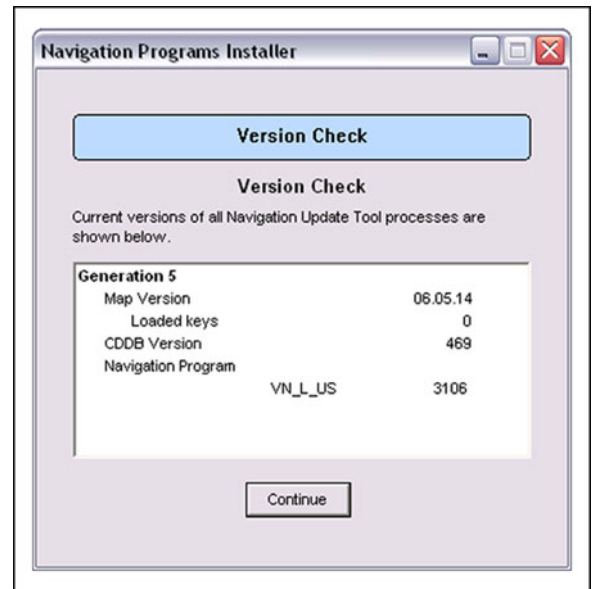 Navigation Programs Installer
Version Check
Version Check
Current versions of all Navigation Update Tool processes are
shown below.
Generation 5
Map Version 06.05.14
Loaded keys 0
CDDB Version 469
Navigation Program
VN_L_US 3106
Continue